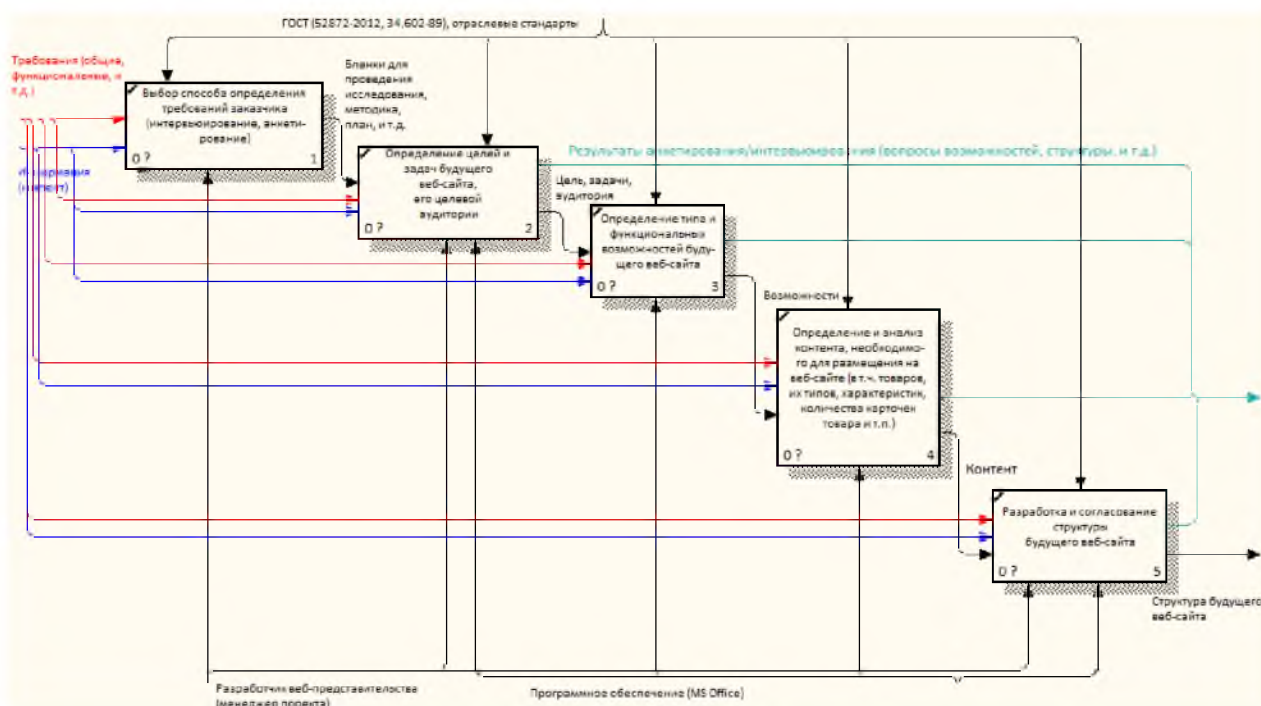 ГОСТ (52872-2012, 34.602-89), отраслевые стандарты
Требования (общие,
функциональные, и
т.д.)
Бланки для
проведения
исследования,
методика,
план, и т.д.
Выбор способа определения
требований заказчика
(интервьюирование, анкети-
рование)
0 ?
1
(контент)
Определение целей и
задач будущего
веб-сайта,
его целевой
аудитории
0 ?
2
Результаты анкетирования/интервьюирования (вопросы возможностей, структуры, и т.д.)
Цель, задачи,
аудитория
Определение типа и
функциональных
возможностей буду-
щего веб-сайта
0 ?
3
Возможности
Определение и анализ
контента, необходимо-
го для размещения на
веб-сайте (в т.ч. товаров,
их типов, характеристик,
количества карточек
товара и т.п.)
0 ?
4
Контент
Разработка и согласование
структуры
будущего веб-сайта
0 ?
5
Структура будущего
веб-сайта
Разработчик веб-представительства
(менеджер проекта)
Программное обеспечение (MS Office)